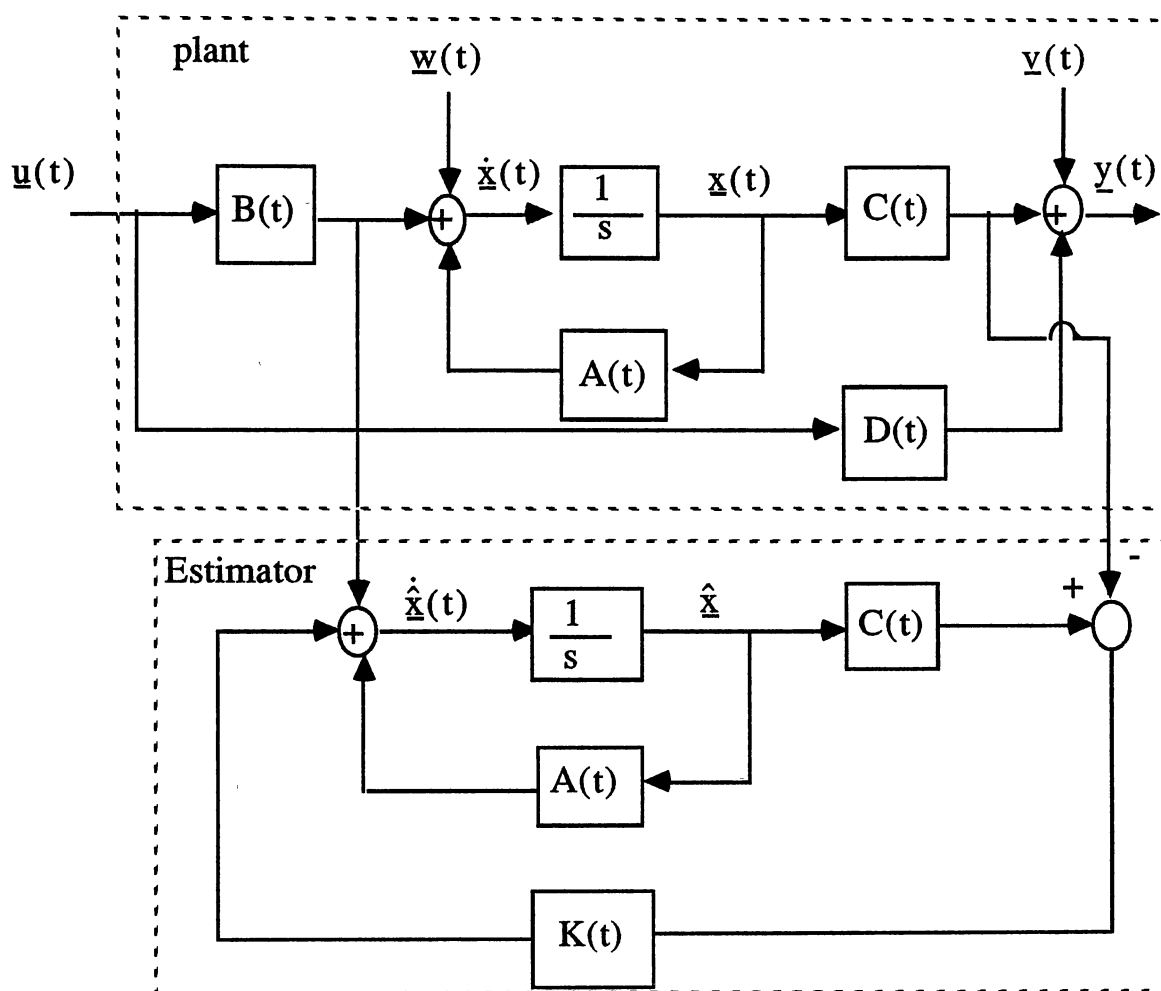 plant
w(t)
v(t)
u(t)
B(t)
+
ẋ(t)
1
s
x(t)
C(t)
+
y(t)
A(t)
D(t)
Estimator
-
+
+
x̂̇(t)
1
s
x̂
C(t)
A(t)
K(t)